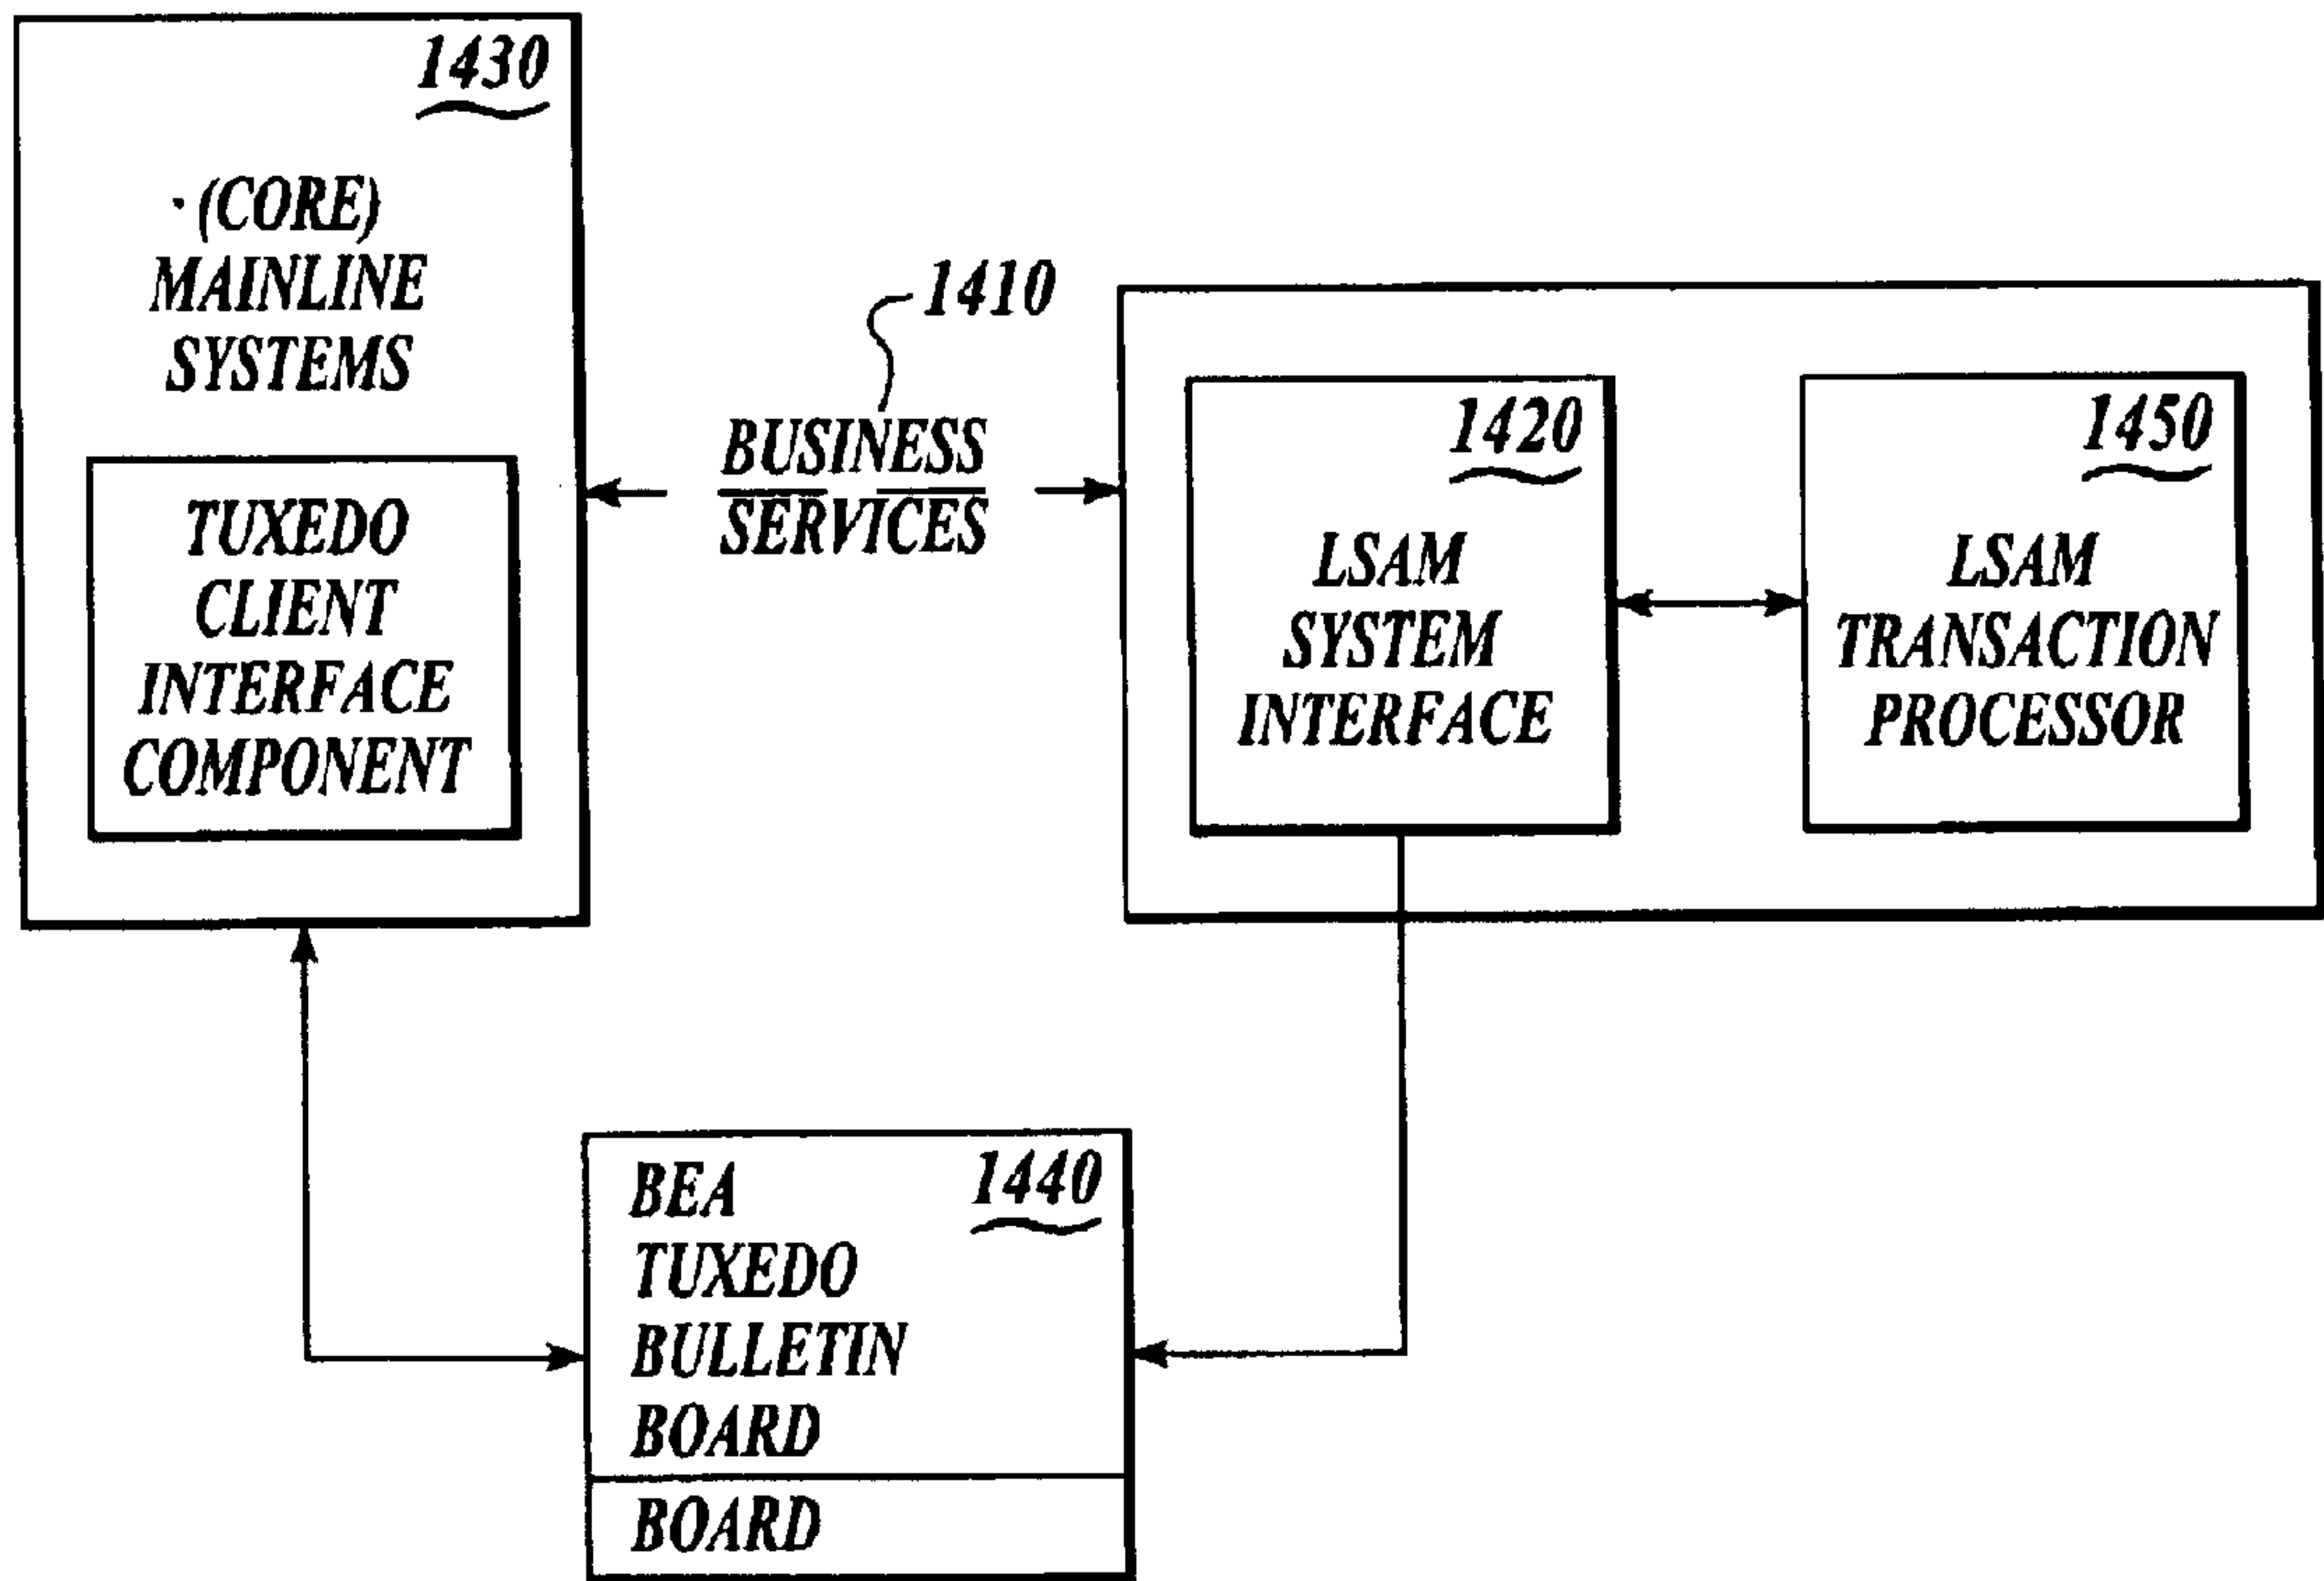 1430
(CORE)
MAINLINE
SYSTEMS
TUXEDO
CLIENT
INTERFACE
COMPONENT
1410
BUSINESS
SERVICES
1420
LSAM
SYSTEM
INTERFACE
1450
LSAM
TRANSACTION
PROCESSOR
1440
BEA
TUXEDO
BULLETIN
BOARD
BOARD